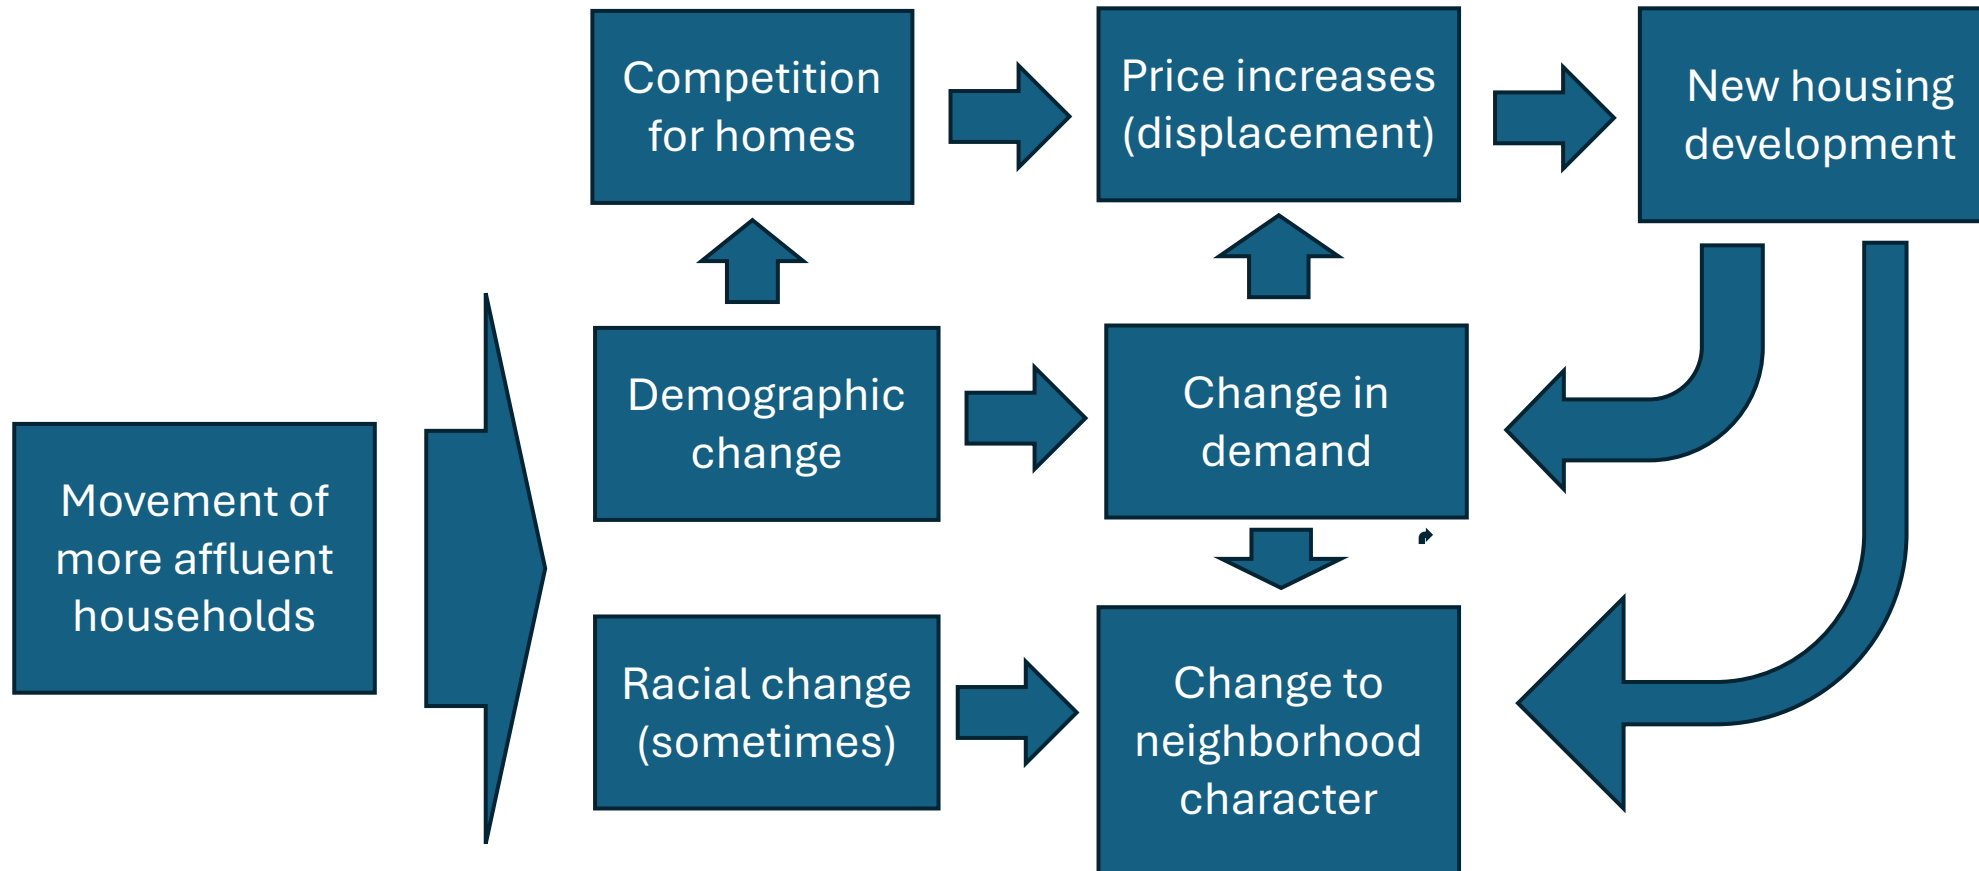 Competition
for homes
Price increases
(displacement)
New housing
development
Demographic
change
Change in
demand
Movement of
more affluent
households
Racial change
(sometimes)
Change to
neighborhood
character